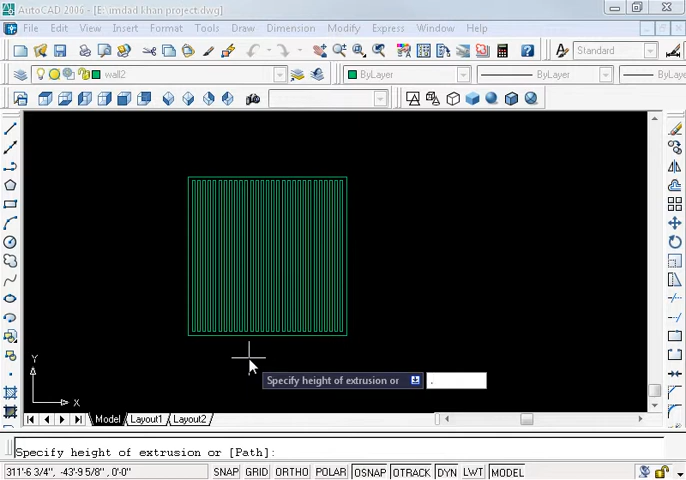 AutoCAD 2006 - [E: imdad khan project.dwg]
File Edit View Insert Format Tools Draw Dimension Modify Express Window Help
Standard
wall2 ByLayer ByLayer ByLaye
Specify height of extrusion or .
Y
X
Model Layout1 Layout2
Specify height of extrusion or [Path]:
311'-6 3/4", -43'-9 5/8" , 0'-0" SNAP GRID ORTHO POLAR OSNAP OTRACK DYN LWT MODEL